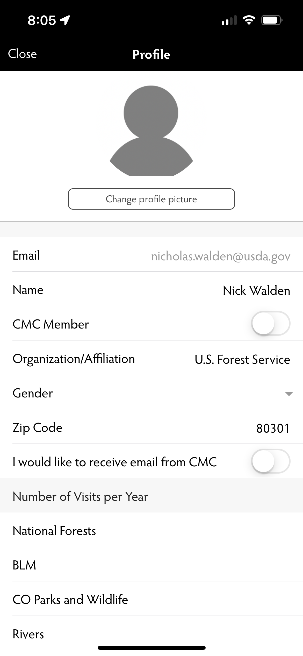 8:05
Close
Profile
Change profile picture
Email nicholas.walden@usda.gov
Name Nick Walden
CMC Member
Organization/Affiliation U.S. Forest Service
Gender
Zip Code 80301
I would like to receive email from CMC
Number of Visits per Year
National Forests
BLM
CO Parks and Wildlife
Rivers